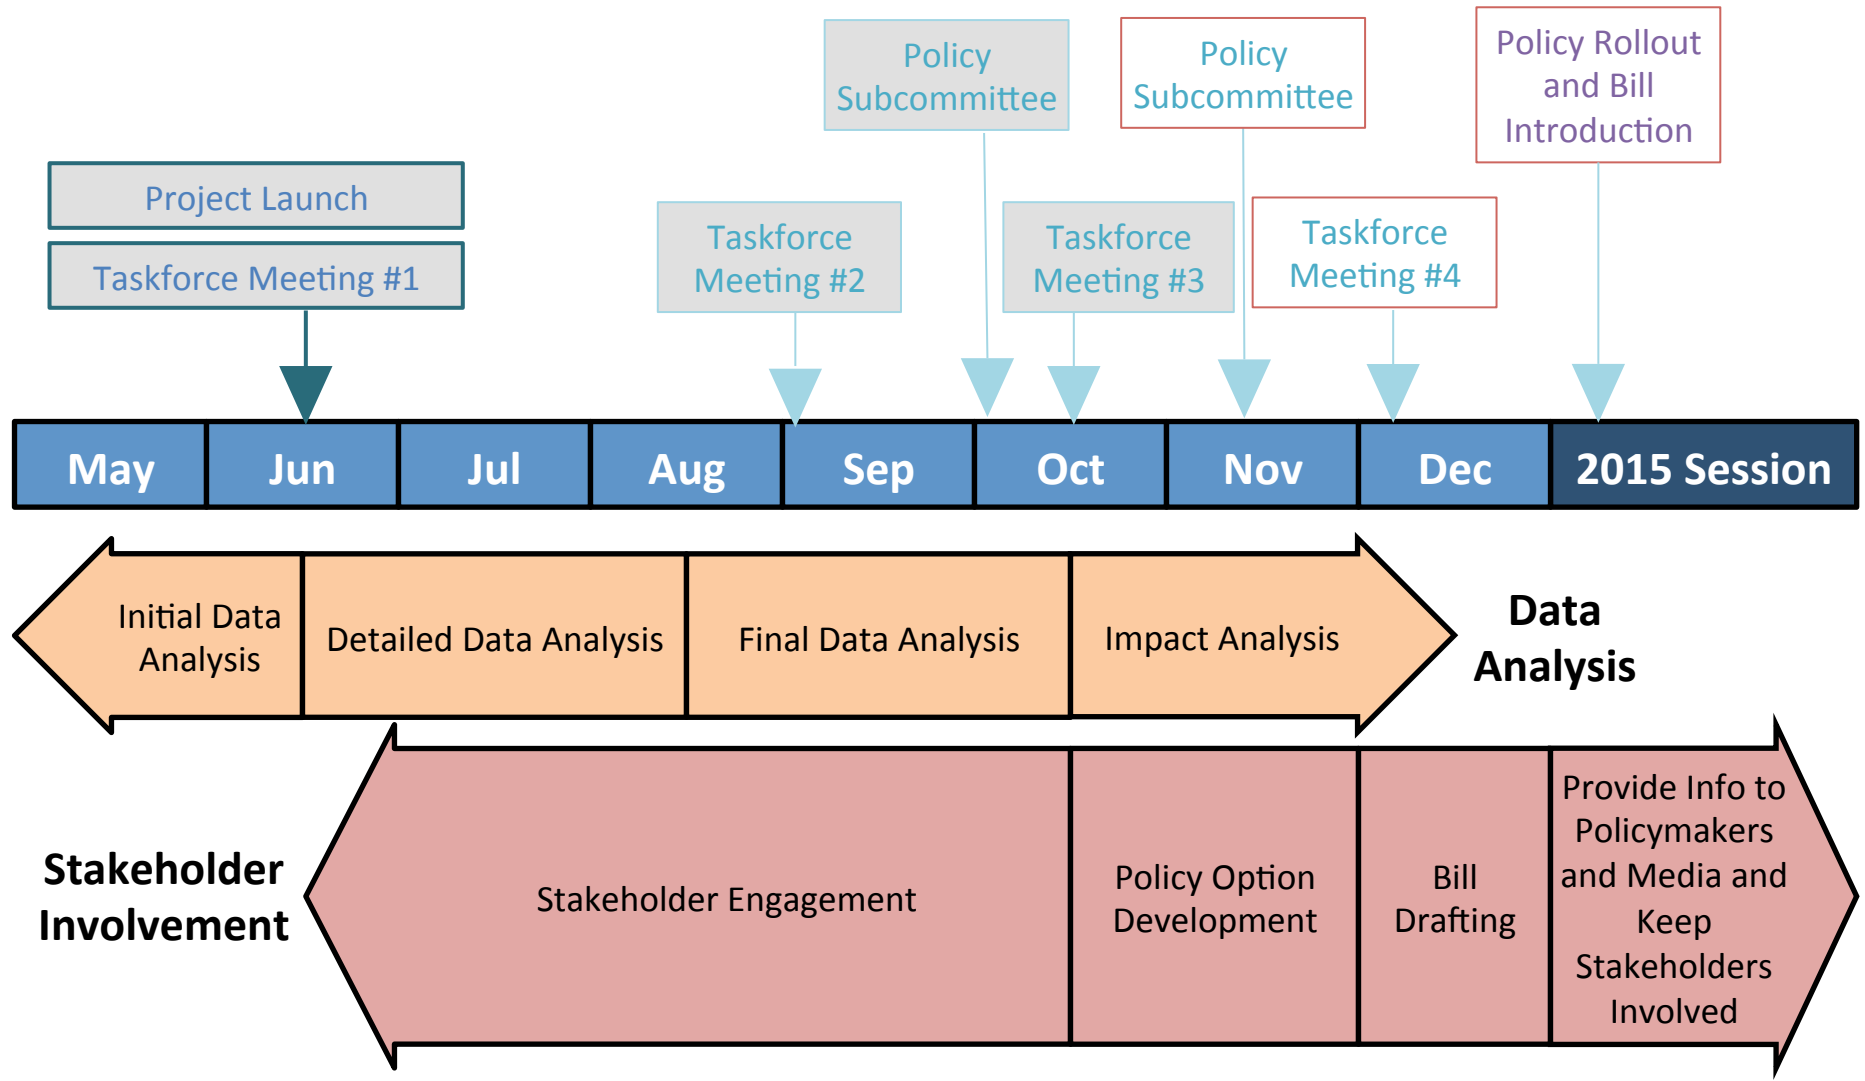 Policy
Subcommittee
Policy
Subcommittee
Policy Rollout
and Bill
Introduction
Project Launch
Taskforce Meeting #1
Taskforce
Meeting #2
Taskforce
Meeting #3
Taskforce
Meeting #4
May
Jun
Jul
Aug
Sep
Oct
Nov
Dec
2015 Session
Initial Data
Analysis
Detailed Data Analysis
Final Data Analysis
Impact Analysis
Data
Analysis
Stakeholder
Involvement
Stakeholder Engagement
Policy Option
Development
Bill
Drafting
Provide Info to
Policymakers
and Media and
Keep
Stakeholders
Involved